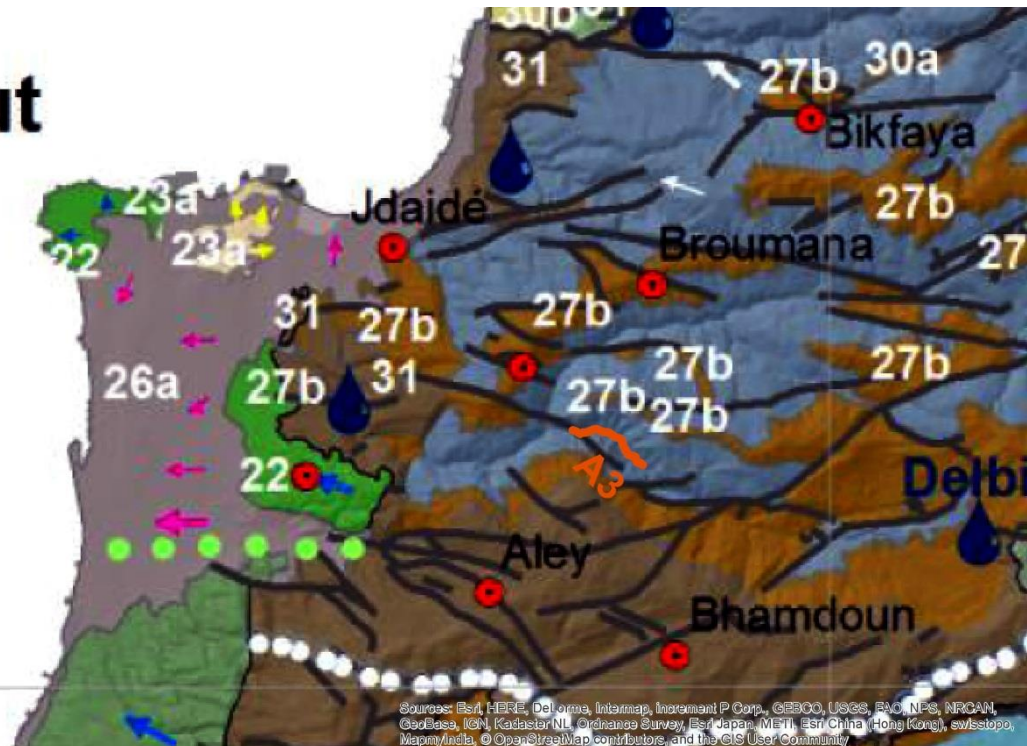 ut
30b
31
27b
30a
Bikfaya
23a
27b
Jdaidé
23a
Broumana
22
27
31
27b
27b
26a
27b
31
27b
27b
27b
27b
A3
22
Delbi
Aley
Bhamdoun
Sources: Esri, HERE, DeLorme, Intermap, Increment P Corp., GEBCO, USGS, FAO, NPS, NRCAN,
GeoBase, IGN, Kadaster NL, Ordnance Survey, Esri Japan, METI, Esri China (Hong Kong), swisstopo,
MapmyIndia, © OpenStreetMap contributors, and the GIS User Community